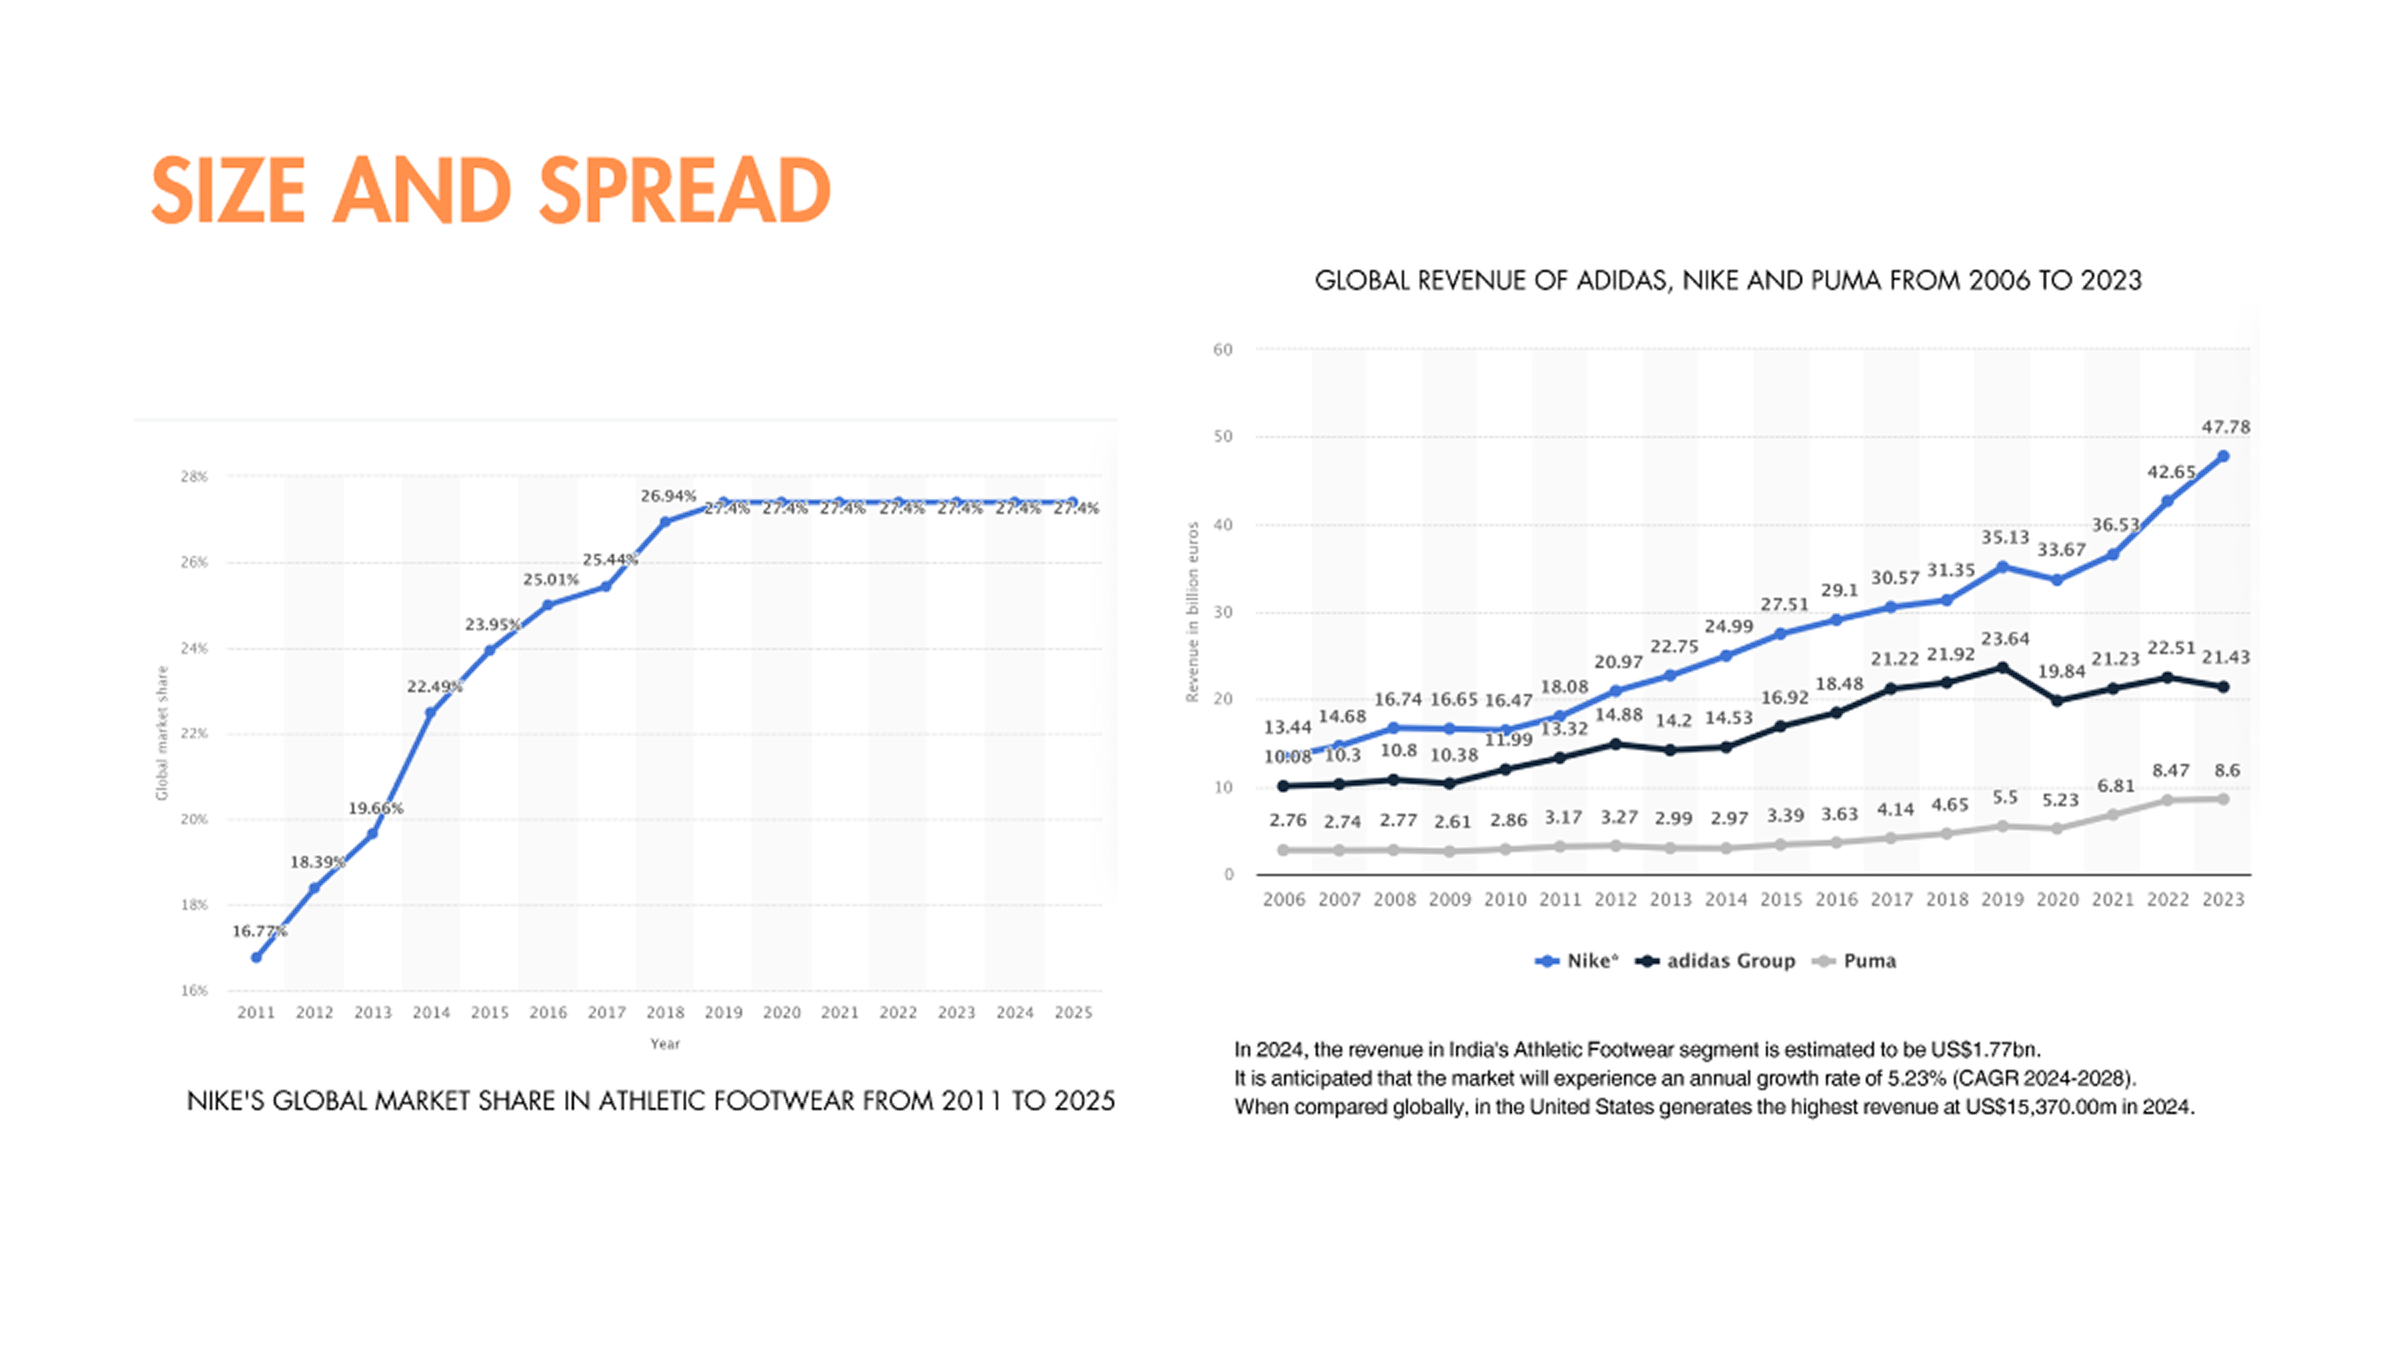 SIZE AND SPREAD
28%
26%
24%
22%
20%
18%
16%
Global market share
16.77%
18.39%
19.66%
22.49%
23.95%
25.01%
25.44%
26.94%
27.4% 27.4% 27.4% 27.4% 27.4% 27.4% 27.4%
2011 2012 2013 2014 2015 2016 2017 2018 2019 2020 2021 2022 2023 2024 2025
Year
NIKE'S GLOBAL MARKET SHARE IN ATHLETIC FOOTWEAR FROM 2011 TO 2025
GLOBAL REVENUE OF ADIDAS, NIKE AND PUMA FROM 2006 TO 2023
60
50
40
30
20
10
0
Revenue in billion euros
13.44 14.68 16.74 16.65 16.47 18.08 20.97 22.75 24.99 27.51 29.1 30.57 31.35 35.13 33.67 36.53 42.65 47.78
10.08 10.3 10.8 10.38 11.99 13.32 14.88 14.2 14.53 16.92 18.48 21.22 21.92 23.64 19.84 21.23 22.51 21.43
2.76 2.74 2.77 2.61 2.86 3.17 3.27 2.99 2.97 3.39 3.63 4.14 4.65 5.5 5.23 6.81 8.47 8.6
2006 2007 2008 2009 2010 2011 2012 2013 2014 2015 2016 2017 2018 2019 2020 2021 2022 2023
Nike* adidas Group Puma
In 2024, the revenue in India's Athletic Footwear segment is estimated to be US$1.77bn.
It is anticipated that the market will experience an annual growth rate of 5.23% (CAGR 2024-2028).
When compared globally, in the United States generates the highest revenue at US$15,370.00m in 2024.